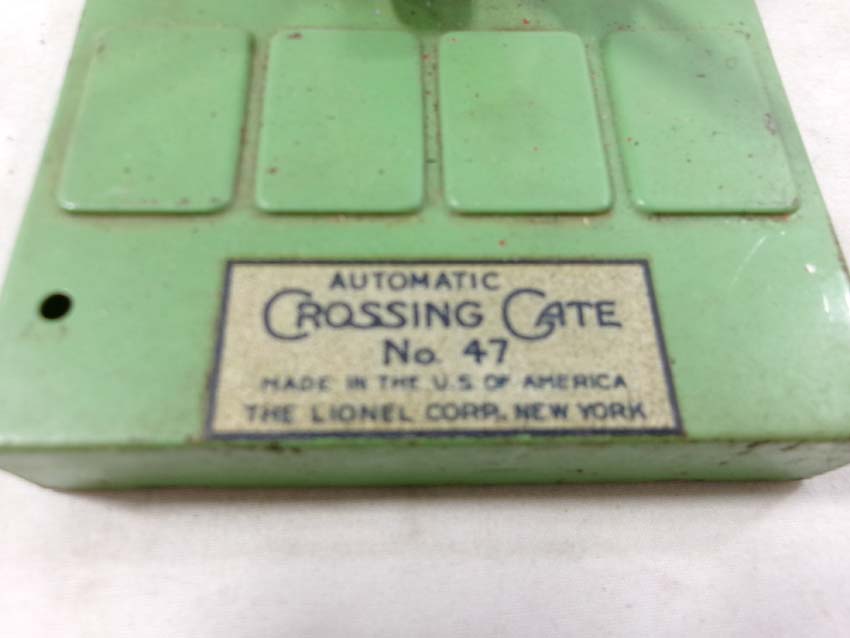 AUTOMATIC
CROSSING GATE
No. 47
MADE IN THE U.S. OF AMERICA
THE LIONEL CORP., NEW YORK